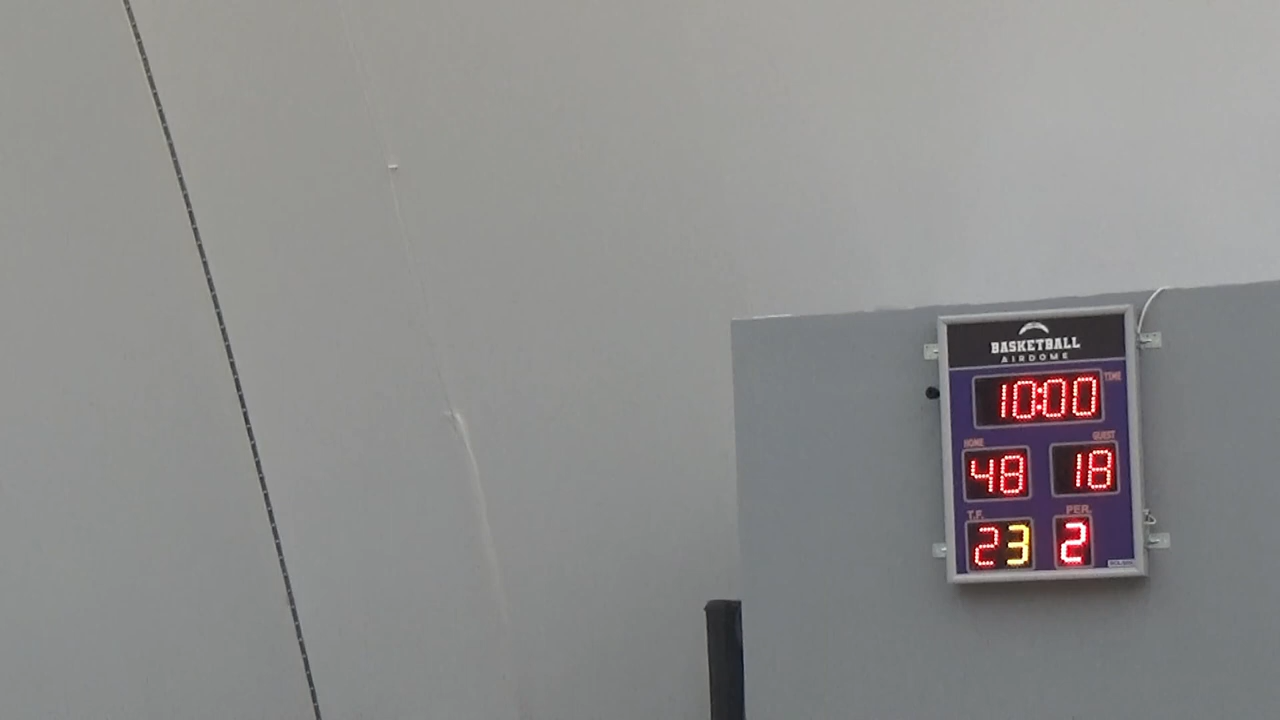 BASKETBALL
AIRDOME
TIME
10:00
HOME GUEST
48 18
T.F. PER.
23 2